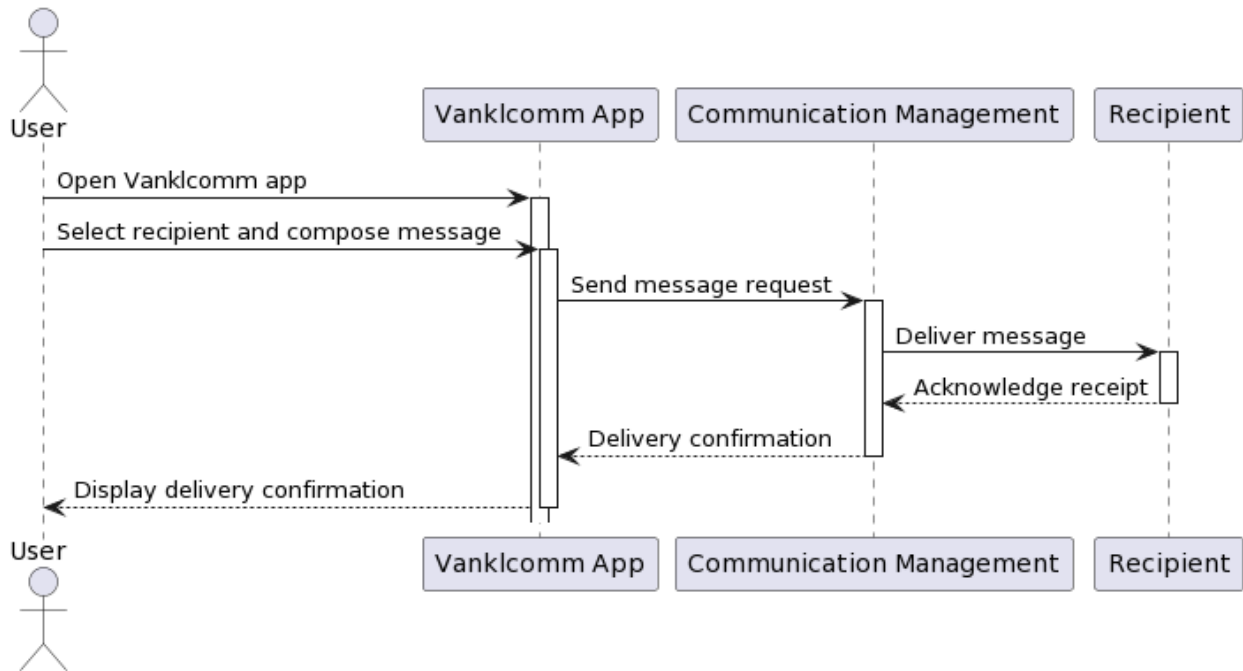 User
Vanklcomm App
Communication Management
Recipient
Open Vanklcomm app
Select recipient and compose message
Send message request
Deliver message
Acknowledge receipt
Delivery confirmation
Display delivery confirmation
User
Vanklcomm App
Communication Management
Recipient